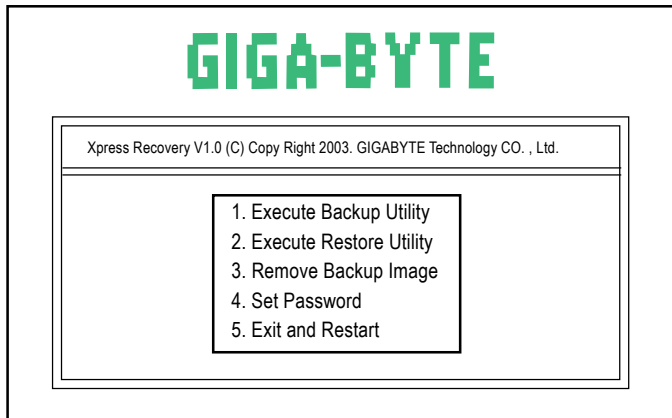 GIGA-BYTE
Xpress Recovery V1.0 (C) Copy Right 2003. GIGABYTE Technology CO. , Ltd.
1. Execute Backup Utility
2. Execute Restore Utility
3. Remove Backup Image
4. Set Password
5. Exit and Restart